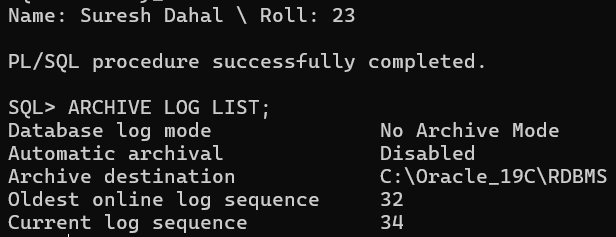 Name: Suresh Dahal \ Roll: 23
PL/SQL procedure successfully completed.
SQL> ARCHIVE LOG LIST;
Database log mode No Archive Mode
Automatic archival Disabled
Archive destination C:\Oracle_19C\RDBMS
Oldest online log sequence 32
Current log sequence 34